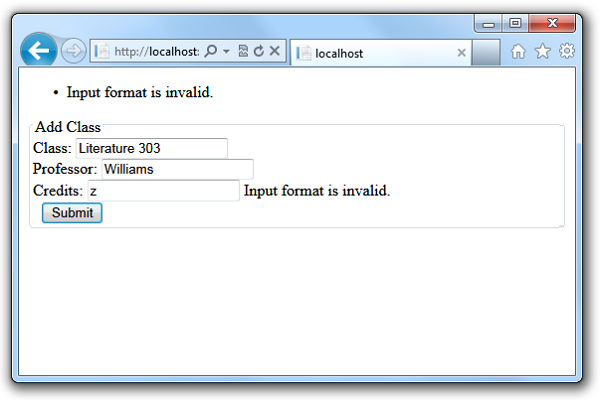 http://localhost:
localhost
• Input format is invalid.
Add Class
Class: Literature 303
Professor: Williams
Credits: z Input format is invalid.
Submit